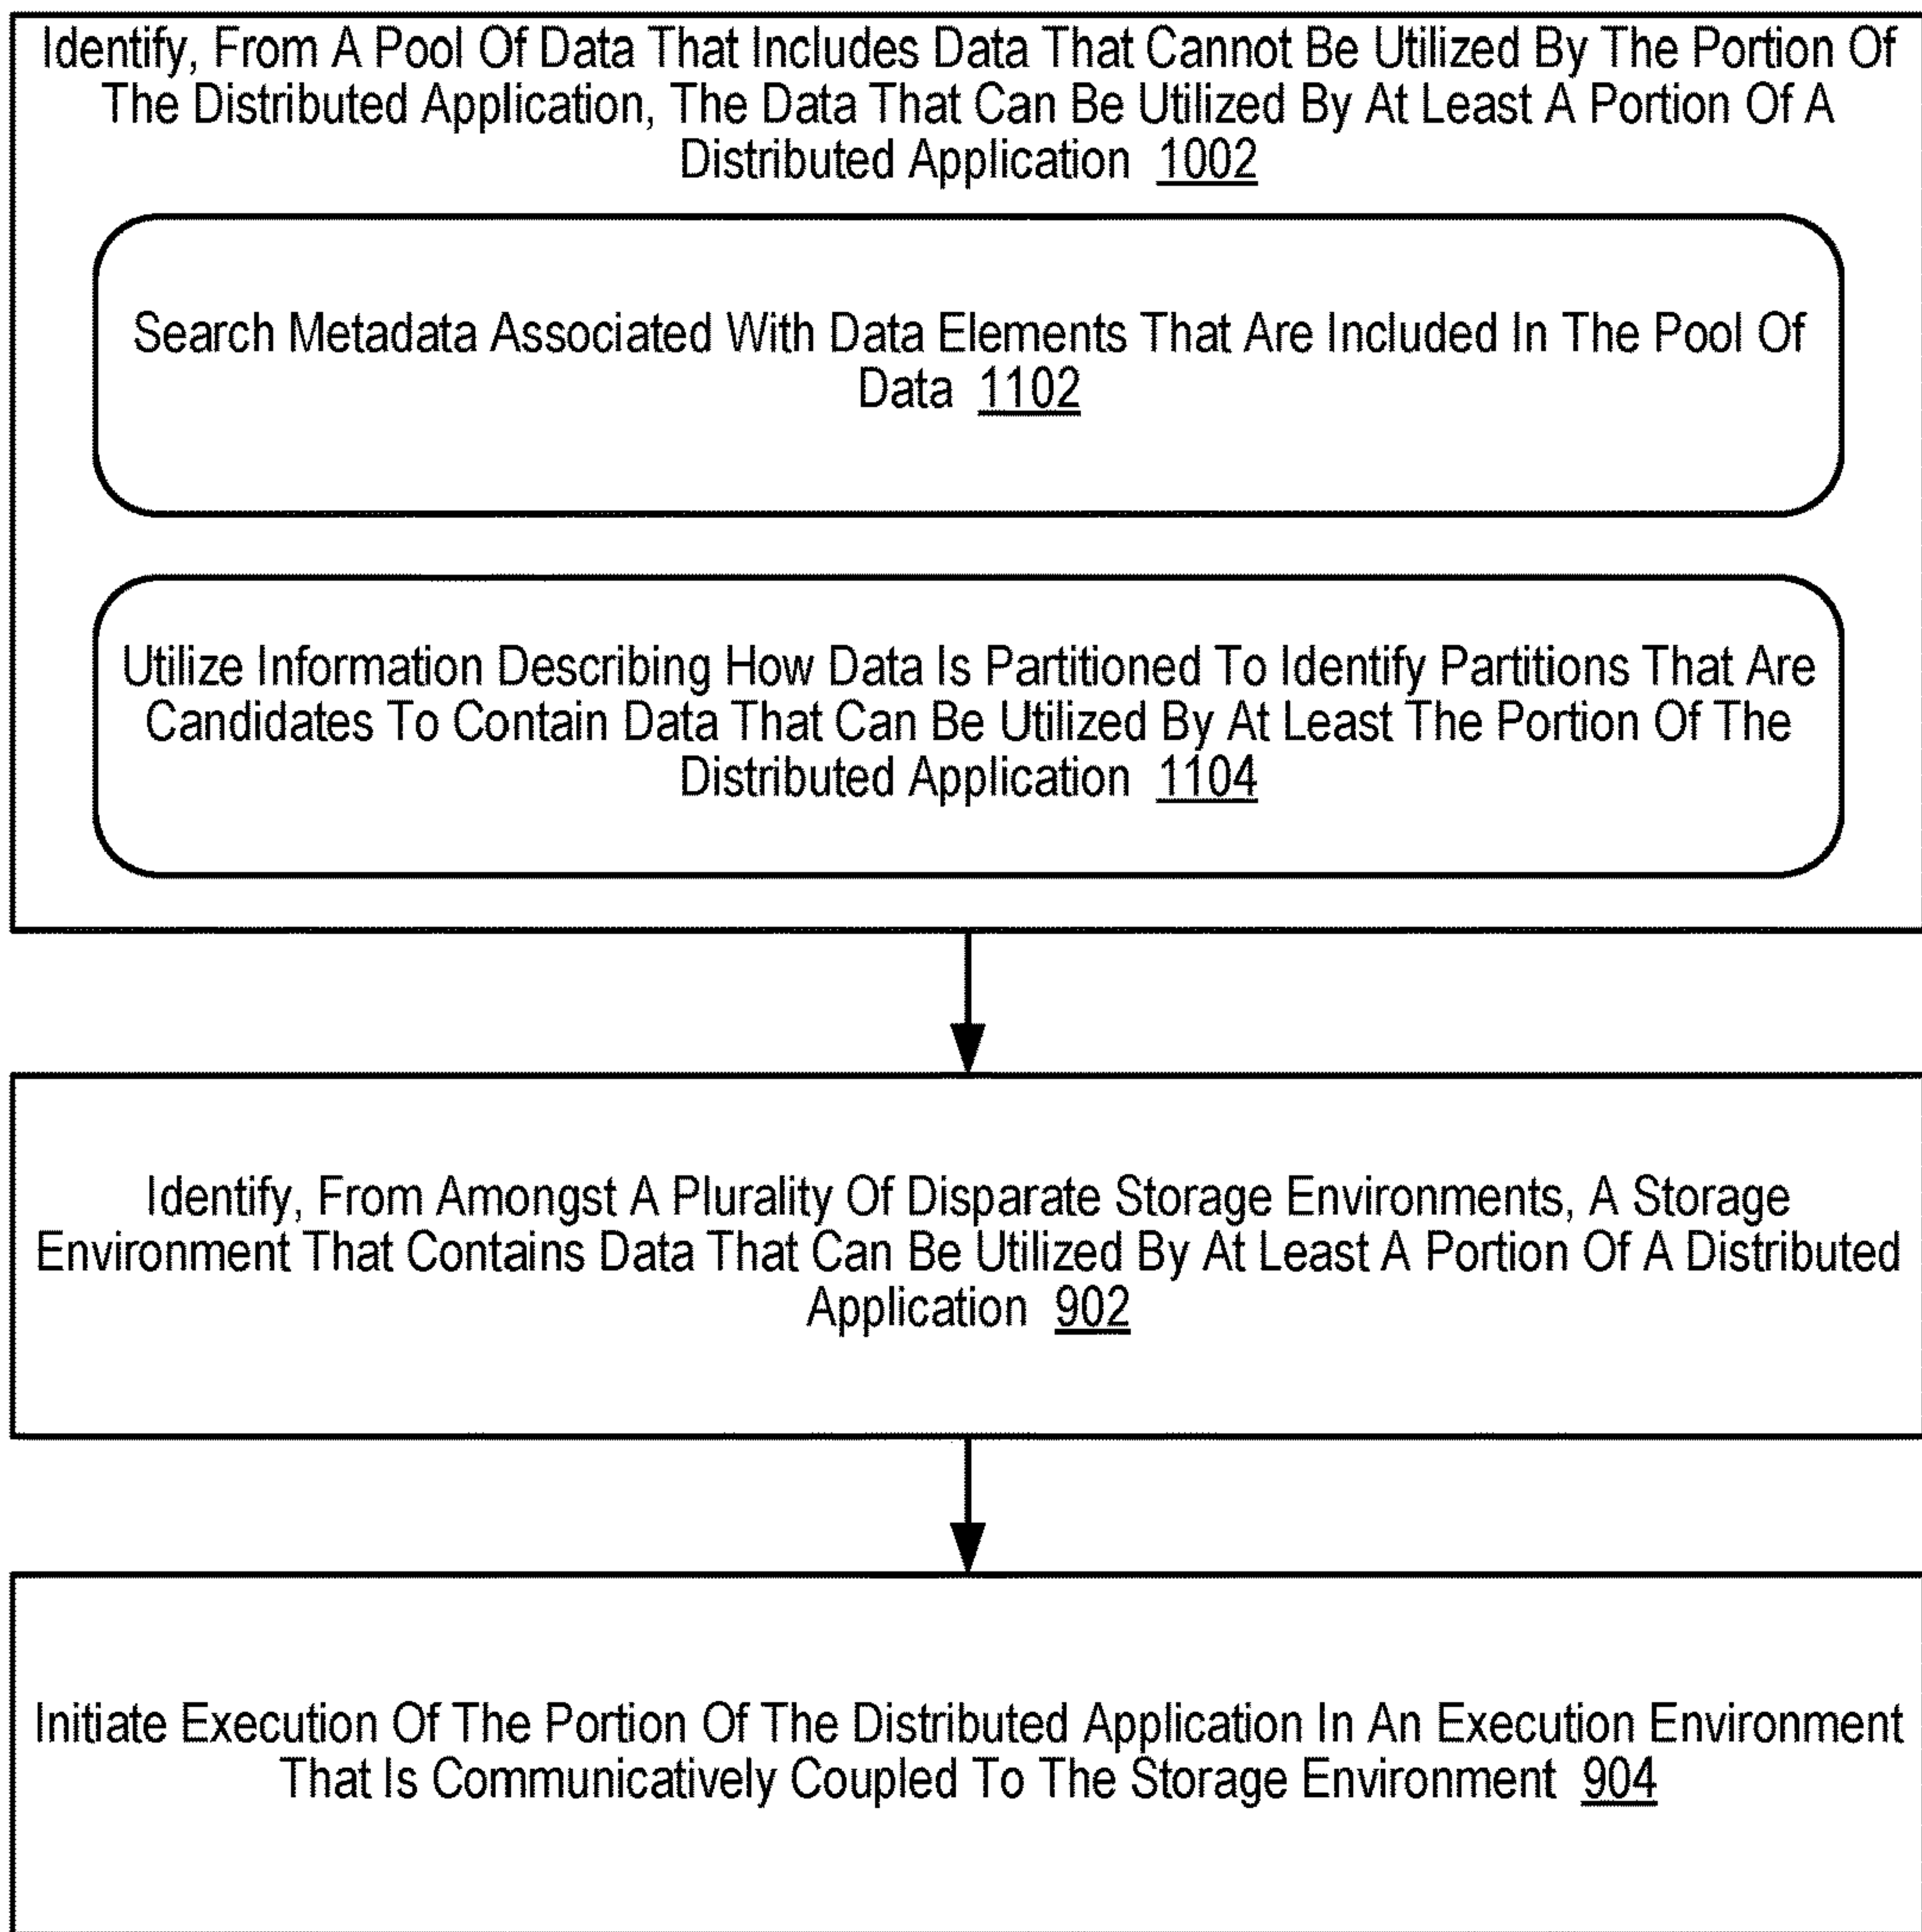 Identify, From A Pool Of Data That Includes Data That Cannot Be Utilized By The Portion Of
The Distributed Application, The Data That Can Be Utilized By At Least A Portion Of A
Distributed Application 1002
Search Metadata Associated With Data Elements That Are Included In The Pool Of
Data 1102
Utilize Information Describing How Data Is Partitioned To Identify Partitions That Are
Candidates To Contain Data That Can Be Utilized By At Least The Portion Of The
Distributed Application 1104
Identify, From Amongst A Plurality Of Disparate Storage Environments, A Storage
Environment That Contains Data That Can Be Utilized By At Least A Portion Of A Distributed
Application 902
Initiate Execution Of The Portion Of The Distributed Application In An Execution Environment
That Is Communicatively Coupled To The Storage Environment 904